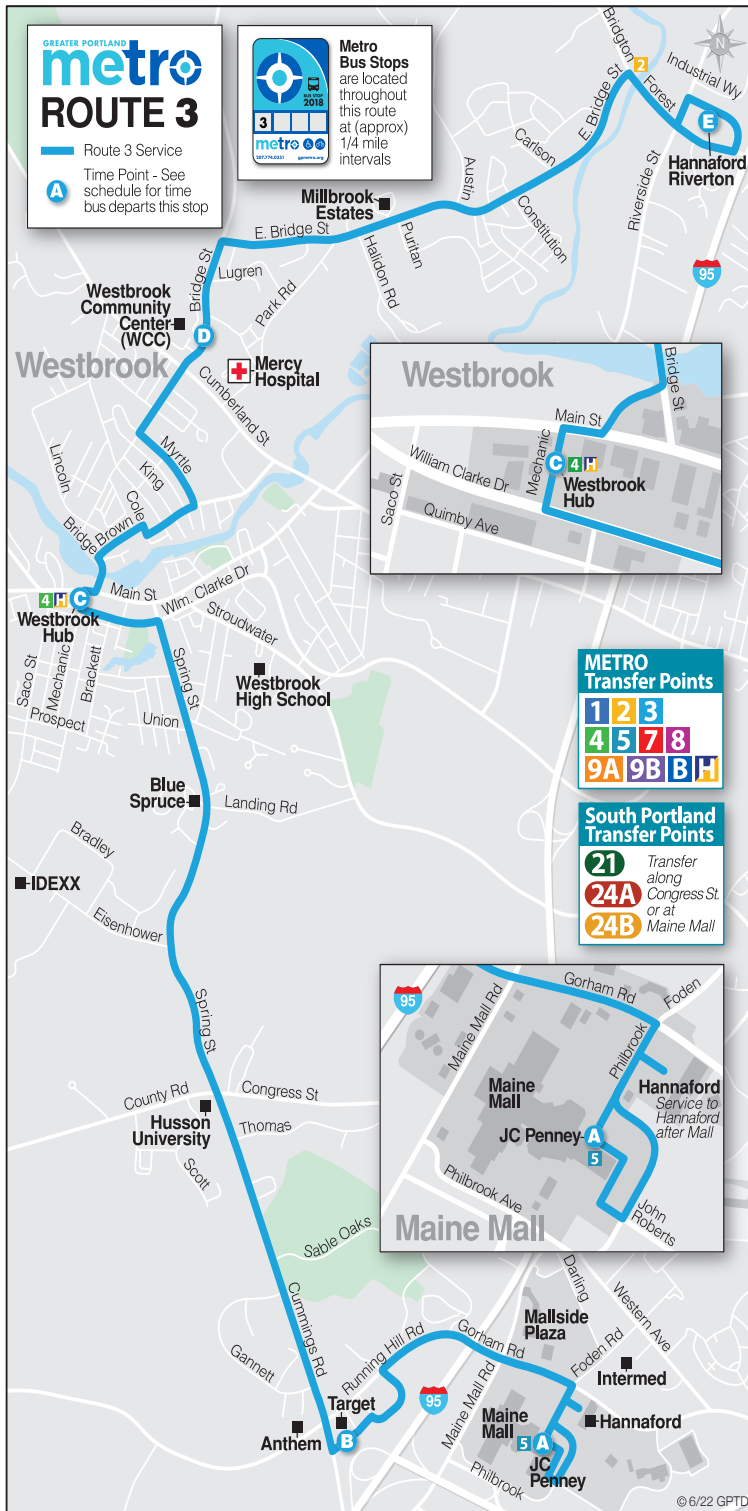 GREATER PORTLAND
metro
ROUTE 3
Route 3 Service
A
Time Point - See
schedule for time
bus departs this stop
BUS STOP
2018
3
metro
207.774.0351
gpmetro.org
Metro
Bus Stops
are located
throughout
this route
at (approx)
1/4 mile
intervals
N
Bridgton
2
Forest
Industrial Wy
E
Hannaford
Riverton
E. Bridge St
Riverside St
95
Carlson
Austin
Constitution
Millbrook
Estates
E. Bridge St
Puritan
Halidon Rd
Bridge St
Lugren
Park Rd
Westbrook
Community
Center
(WCC)
D
Westbrook
Mercy
Hospital
Cumberland St
Myrtle
King
Lincoln
Cole
Brown
Bridge
Westbrook
Bridge St
Main St
Mechanic
C
4 H
Westbrook
Hub
William Clarke Dr
Saco St
Quimby Ave
4 H C
Westbrook
Hub
Main St
Wlm. Clarke Dr
Stroudwater
Saco St
Mechanic
Brackett
Spring St
Westbrook
High School
Prospect
Union
Blue
Spruce
Landing Rd
Bradley
IDEXX
Eisenhower
Spring St
METRO
Transfer Points
1 2 3
4 5 7 8
9A 9B B H
South Portland
Transfer Points
21
24A
24B
Transfer
along
Congress St.
or at
Maine Mall
County Rd
Congress St
Husson
University
Thomas
Scott
Sable Oaks
95
Maine Mall Rd
Gorham Rd
Foden
Philbrook
Maine
Mall
Hannaford
Service to
Hannaford
after Mall
JC Penney
A
5
Philbrook Ave
John
Roberts
Maine Mall
Cummings Rd
Gannett
Running Hill Rd
Gorham Rd
Darling
Mallside
Plaza
Western Ave
Foden Rd
Intermed
Maine Mall Rd
95
Target
B
Anthem
Maine
Mall
Hannaford
5 A
JC
Penney
Philbrook
© 6/22 GPTD